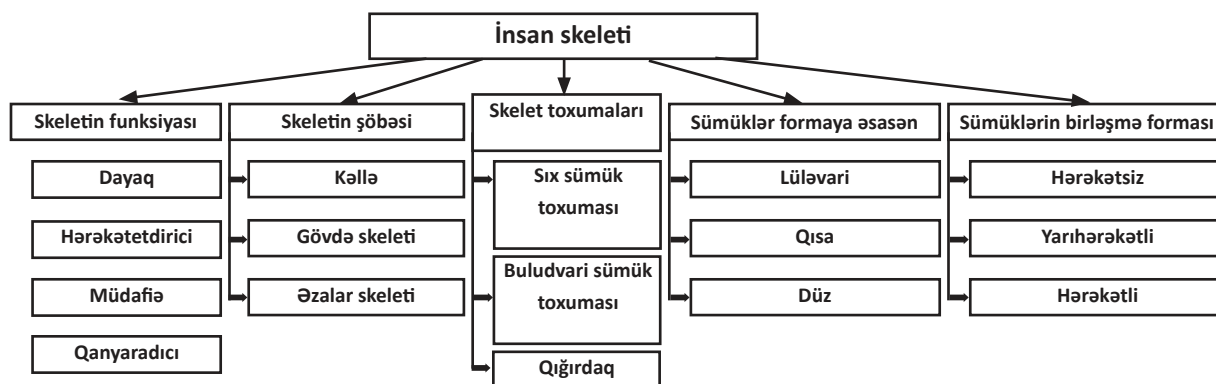 İnsan skeleti
Skeletin funksiyası
Dayaq
Hərəkətetdirici
Müdafiə
Qanyaradıcı
Skeletin şöbəsi
Kəllə
Gövdə skeleti
Əzalar skeleti
Skelet toxumaları
Sıx sümük
toxuması
Buludvari sümük
toxuması
Qığırdaq
Sümüklər formaya əsasən
Lüləvari
Qısa
Düz
Sümüklərin birləşmə forması
Hərəkətsiz
Yarıhərəkətli
Hərəkətli